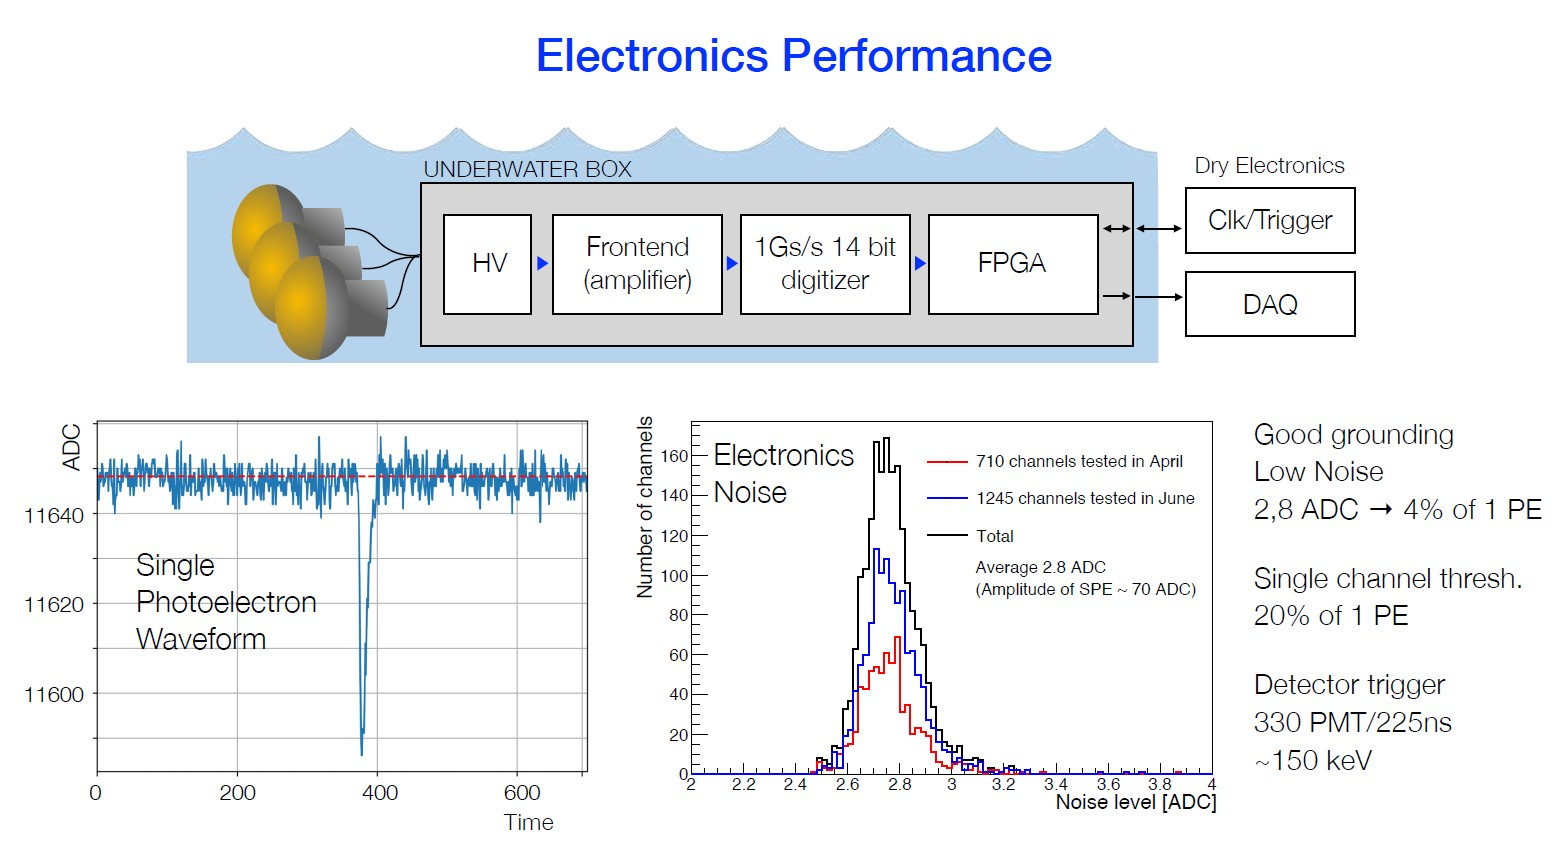 Electronics Performance
UNDERWATER BOX
HV
Frontend
(amplifier)
1Gs/s 14 bit
digitizer
FPGA
Dry Electronics
Clk/Trigger
DAQ
ADC
11640
11620
11600
0
200
400
600
Time
Single
Photoelectron
Waveform
Number of channels
160
140
120
100
80
60
40
20
0
2
2.2
2.4
2.6
2.8
3
3.2
3.4
3.6
3.8
4
Noise level [ADC]
Electronics
Noise
710 channels tested in April
1245 channels tested in June
Total
Average 2.8 ADC
(Amplitude of SPE ~ 70 ADC)
Good grounding
Low Noise
2,8 ADC → 4% of 1 PE
Single channel thresh.
20% of 1 PE
Detector trigger
330 PMT/225ns
~150 keV